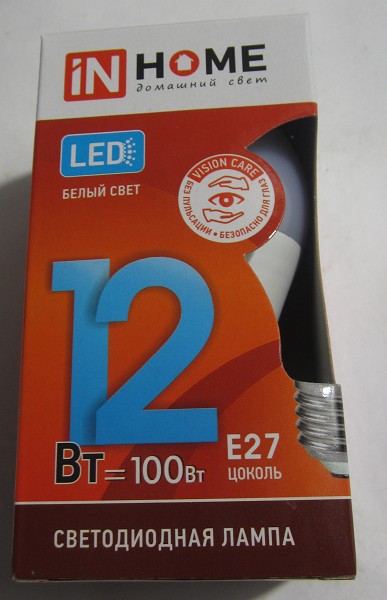 iN HOME
домашний свет
LED
БЕЛЫЙ СВЕТ
VISION CARE
БЕЗ ПУЛЬСАЦИИ • БЕЗОПАСНО ДЛЯ ГЛАЗ
12
Вт=100Вт
E27
ЦОКОЛЬ
СВЕТОДИОДНАЯ ЛАМПА